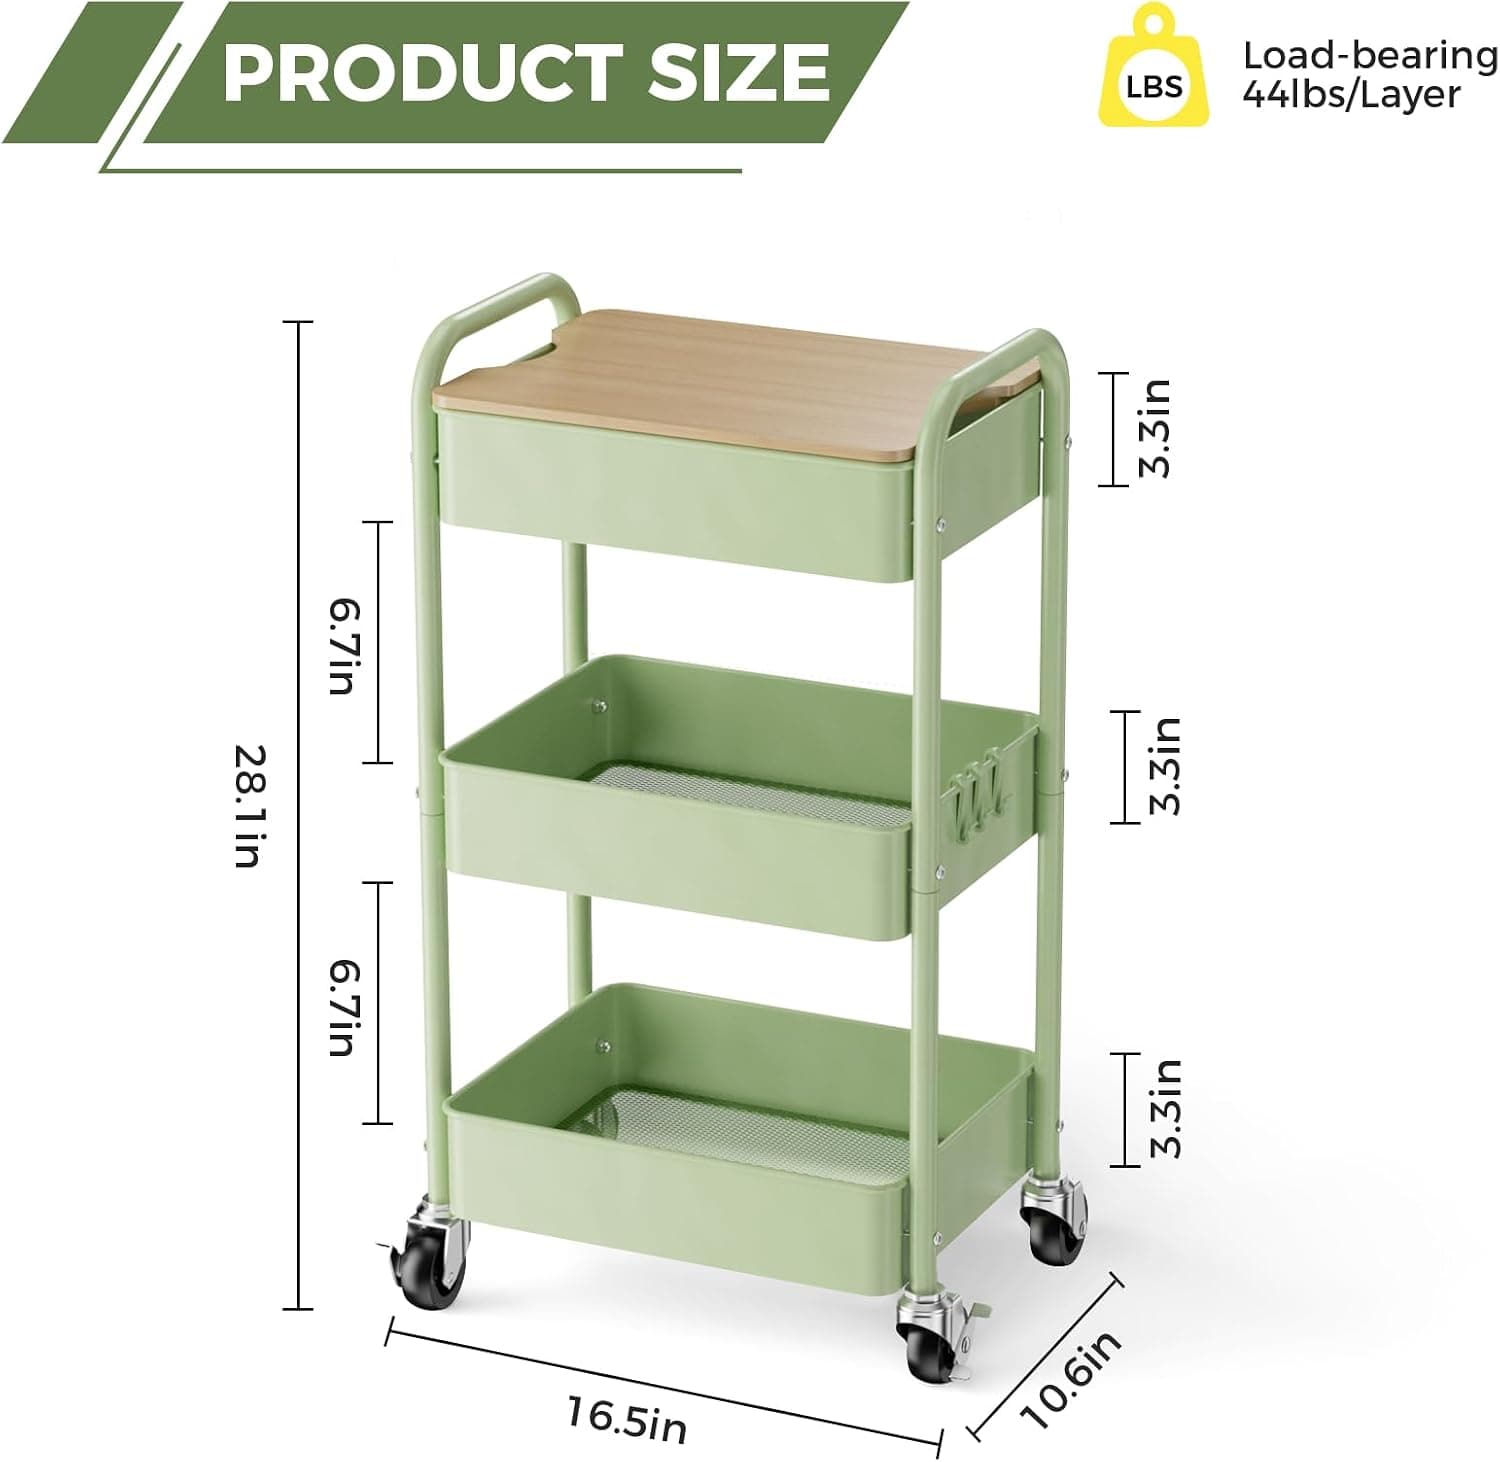 PRODUCT SIZE
LBS
Load-bearing
44lbs/Layer
3.3in
6.7in
28.1in
3.3in
6.7in
3.3in
16.5in
10.6in